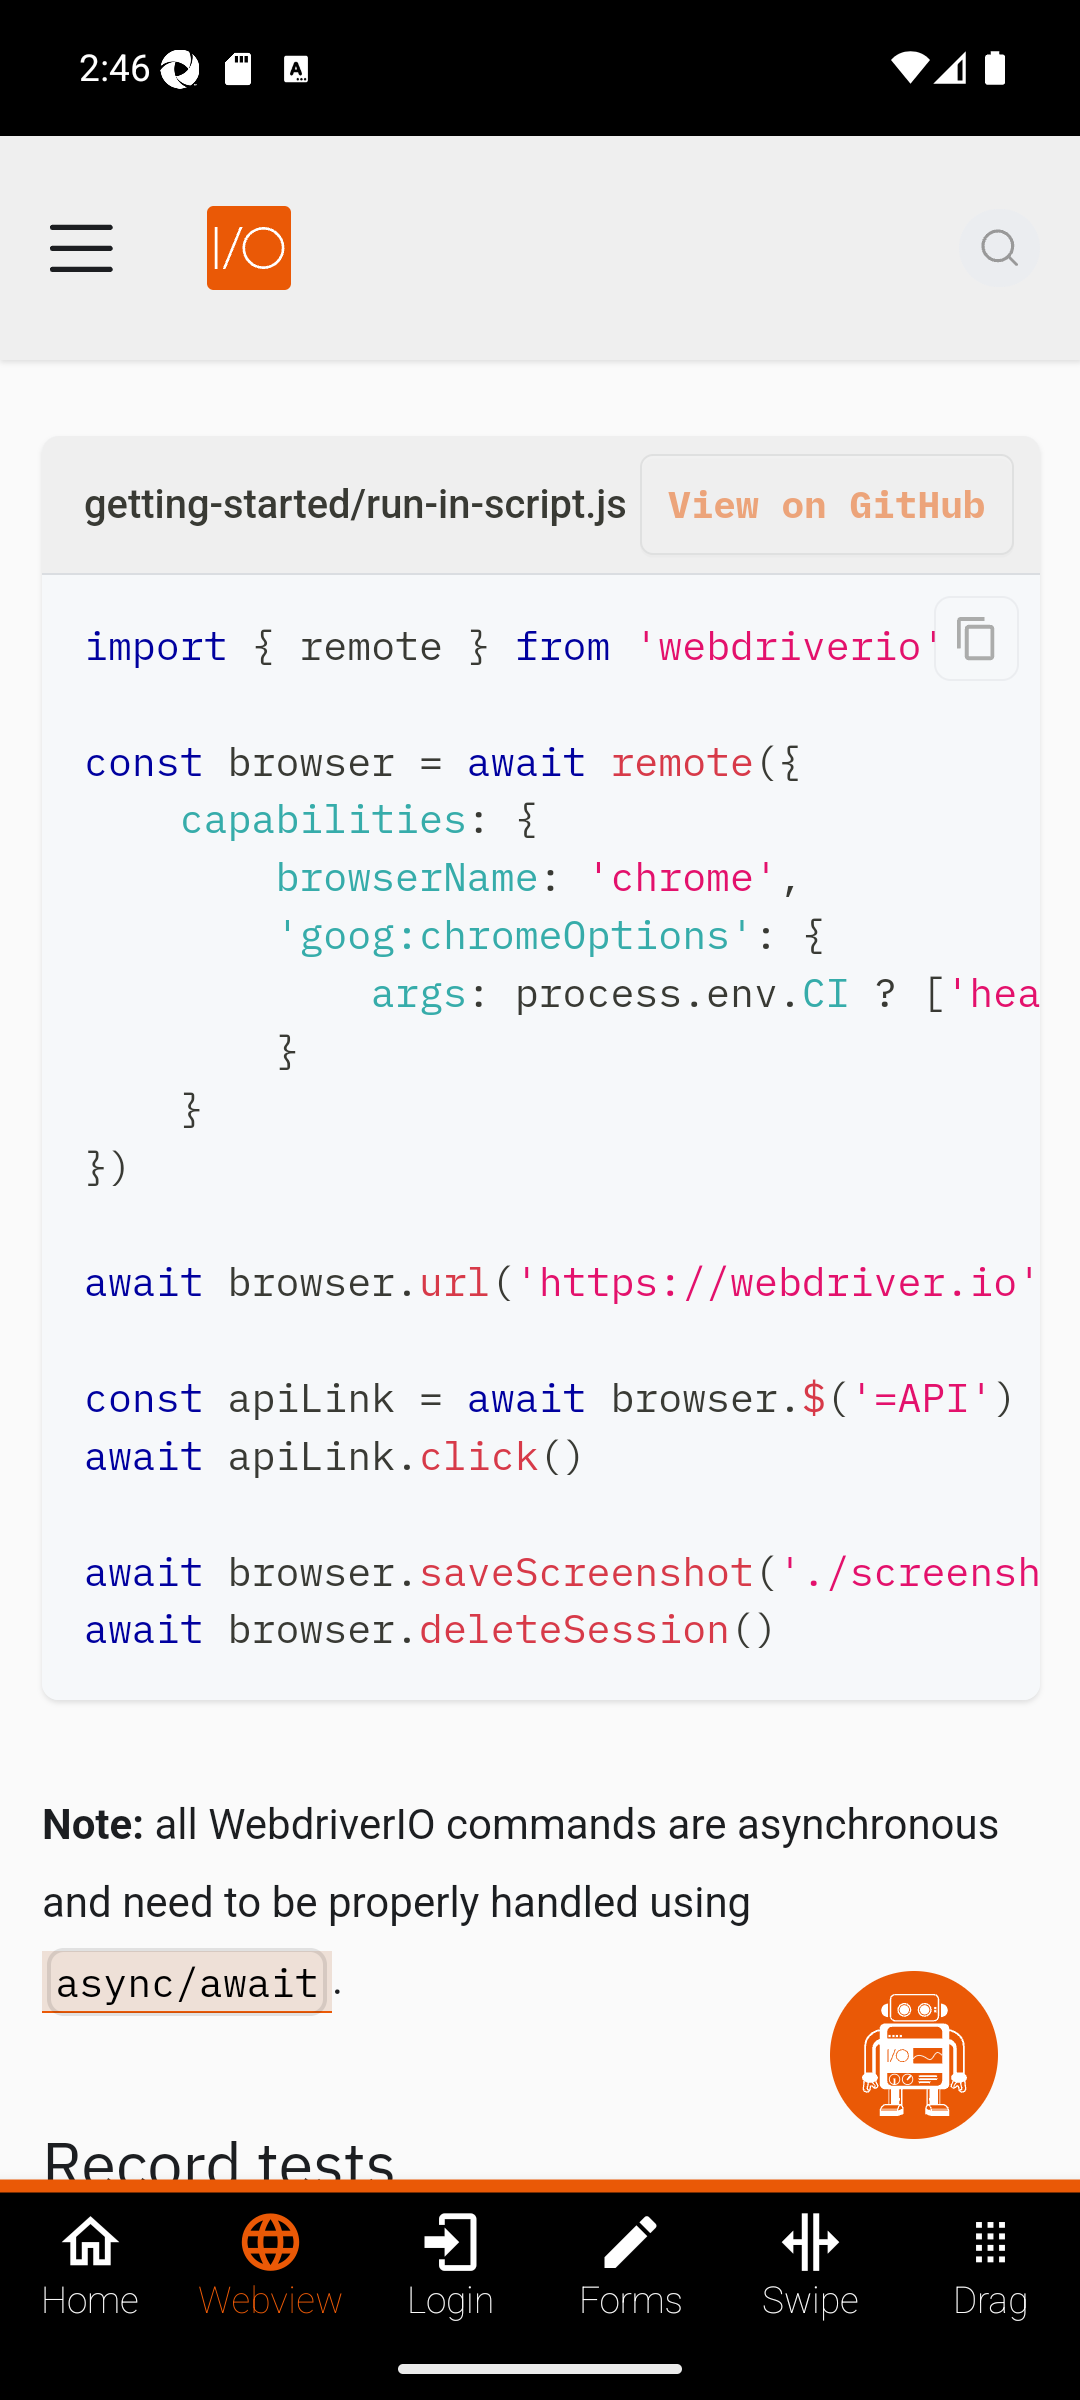 2:46
I/O
getting-started/run-in-script.js View on GitHub
import { remote } from 'webdriverio'
const browser = await remote({
    capabilities: {
        browserName: 'chrome',
        'goog:chromeOptions': {
            args: process.env.CI ? ['hea
        }
    }
})
await browser.url('https://webdriver.io'
const apiLink = await browser.$('=API')
await apiLink.click()
await browser.saveScreenshot('./screensh
await browser.deleteSession()
Note: all WebdriverIO commands are asynchronous
and need to be properly handled using
async/await.
I/O
Record tests
Home Webview Login Forms Swipe Drag